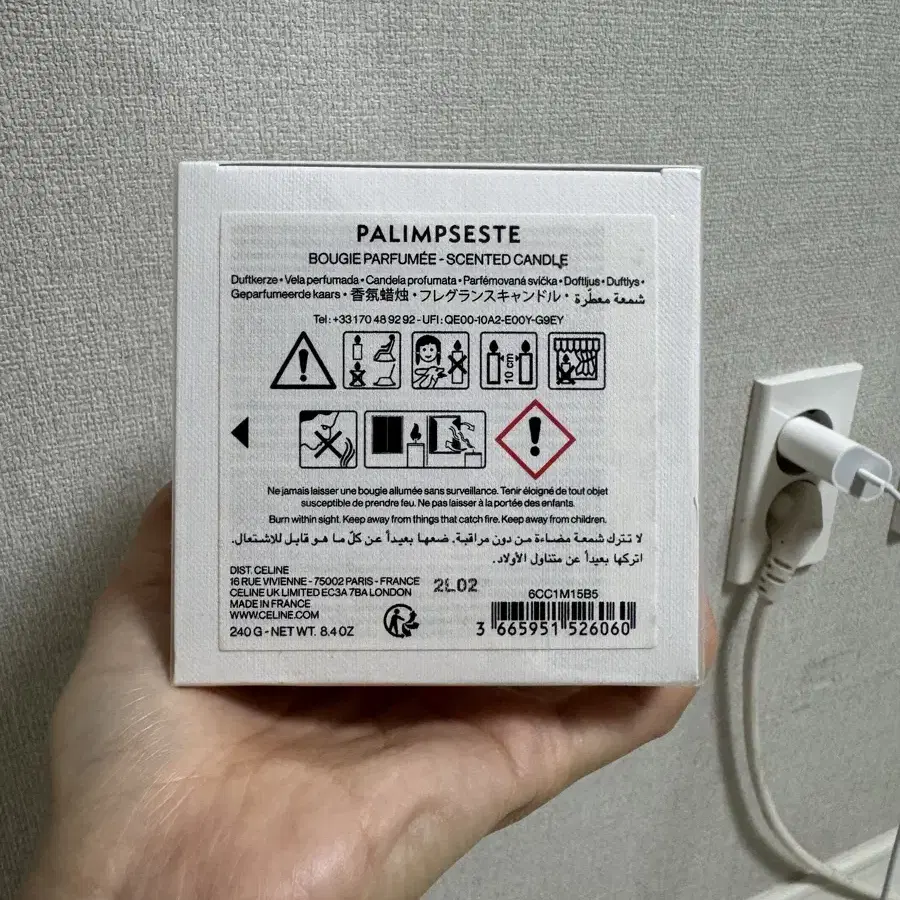 PALIMPSESTE
BOUGIE PARFUMÉE - SCENTED CANDLE
Duftkerze • Vela perfumada • Candela profumata • Parfémovaná svíčka • Doftljus • Duftlys •
Geparfumeerde kaars • 香氛蜡烛 • フレグランスキャンドル • شمعة معطّرة
Tel : +33 1 70 48 92 92 - UFI : QE00-10A2-E00Y-G9EY
10 cm
Ne jamais laisser une bougie allumée sans surveillance. Tenir éloigné de tout objet
susceptible de prendre feu. Ne pas laisser à la portée des enfants.
Burn within sight. Keep away from things that catch fire. Keep away from children.
لا تترك شمعة مضاءة من دون مراقبة. ضعها بعيداً عن كلّ ما هو قابل للاشتعال.
اتركها بعيداً عن متناول الأولاد.
DIST. CELINE
16 RUE VIVIENNE - 75002 PARIS - FRANCE
CELINE UK LIMITED EC3A 7BA LONDON
MADE IN FRANCE
WWW.CELINE.COM
240 G - NET WT. 8.4 OZ
2L02
6CC1M15B5
3 665951 526060